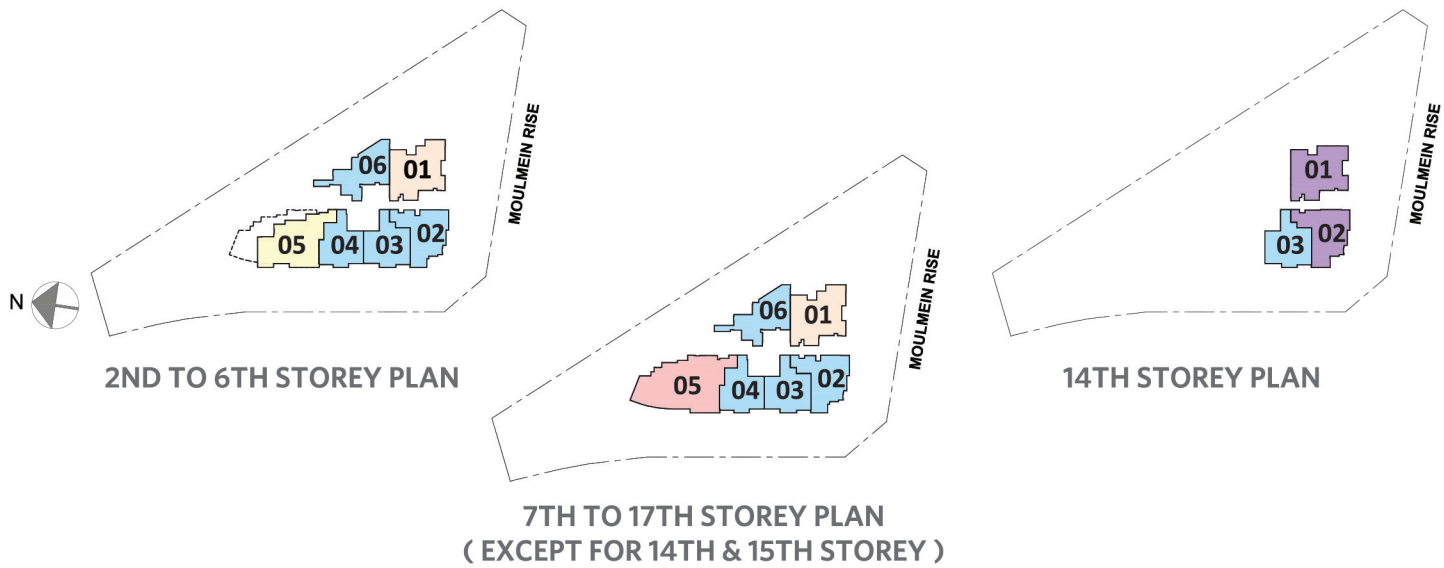 06
01
05
04
03
02
MOULMEIN RISE
N
2ND TO 6TH STOREY PLAN
06
01
05
04
03
02
MOULMEIN RISE
7TH TO 17TH STOREY PLAN
( EXCEPT FOR 14TH & 15TH STOREY )
01
03
02
MOULMEIN RISE
14TH STOREY PLAN